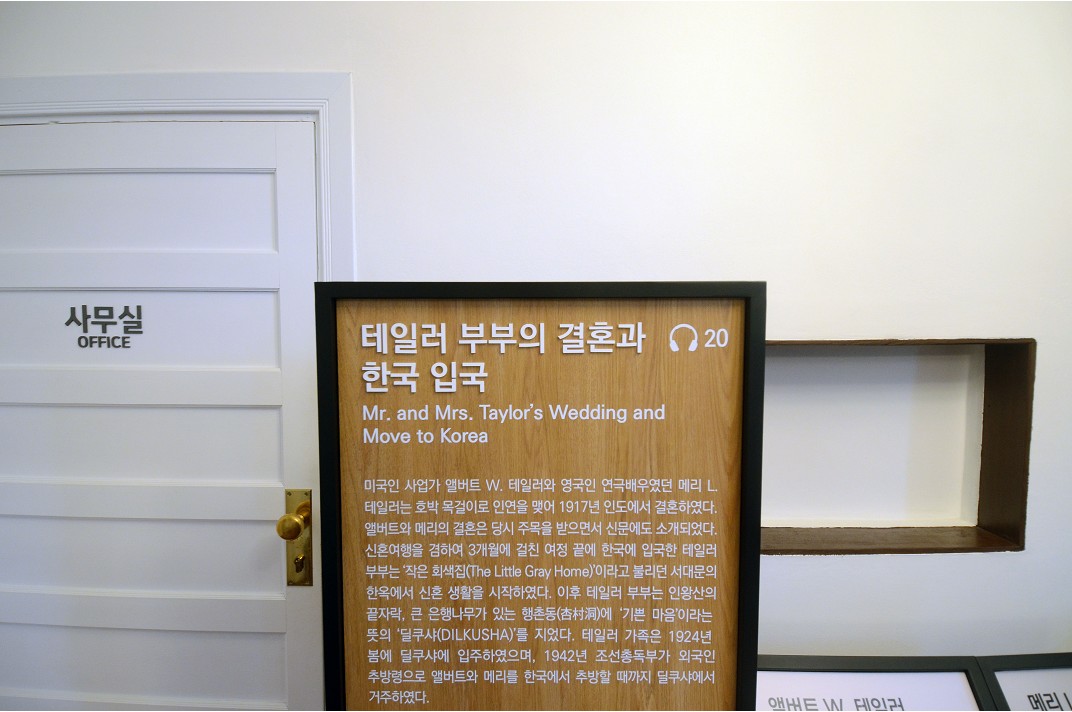 사무실
OFFICE
테일러 부부의 결혼과
한국 입국
20
Mr. and Mrs. Taylor's Wedding and
Move to Korea
미국인 사업가 앨버트 W. 테일러와 영국인 연극배우였던 메리 L.
테일러는 호박 목걸이로 인연을 맺어 1917년 인도에서 결혼하였다.
앨버트와 메리의 결혼은 당시 주목을 받으면서 신문에도 소개되었다.
신혼여행을 겸하여 3개월에 걸친 여정 끝에 한국에 입국한 테일러
부부는 '작은 회색집(The Little Gray Home)'이라고 불리던 서대문의
한옥에서 신혼 생활을 시작하였다. 이후 테일러 부부는 인왕산의
끝자락, 큰 은행나무가 있는 행촌동(杏村洞)에 '기쁜 마음'이라는
뜻의 '딜쿠샤(DILKUSHA)'를 지었다. 테일러 가족은 1924년
봄에 딜쿠샤에 입주하였으며, 1942년 조선총독부가 외국인
추방령으로 앨버트와 메리를 한국에서 추방할 때까지 딜쿠샤에서
거주하였다.
앨버트 W. 테일러
메리 L